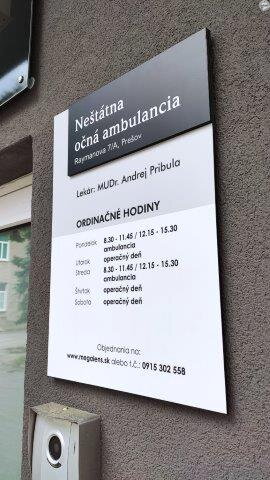 Neštátna
očná ambulancia
Raymanova 7/A, Prešov
Lekár: MUDr. Andrej Pribula
ORDINAČNÉ HODINY
Pondelok 8.30 - 11.45 / 12.15 - 15.30
ambulancia
Utorok operačný deň
Streda 8.30 - 11.45 / 12.15 - 15.30
ambulancia
Štvrtok operačný deň
Sobota operačný deň
Objednania na:
www.megalens.sk alebo t.č.: 0915 302 558